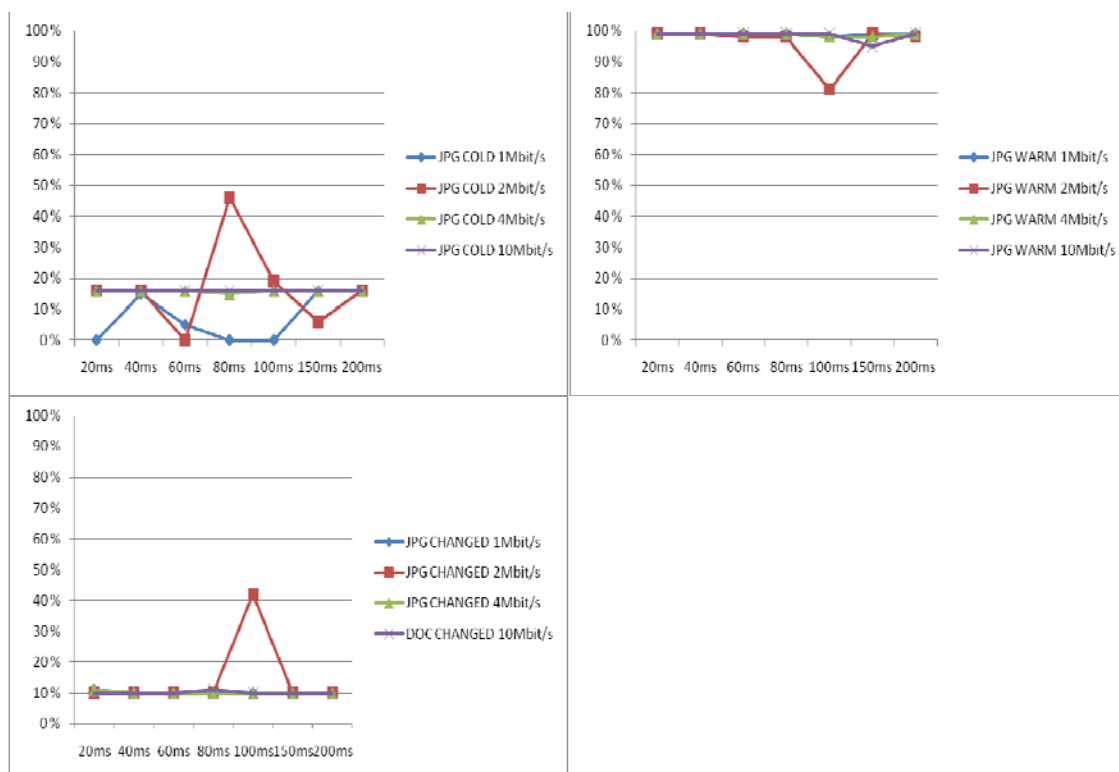 100%
90%
80%
70%
60%
50%
40%
30%
20%
10%
0%
20ms 40ms 60ms 80ms 100ms 150ms 200ms
JPG COLD 1Mbit/s
JPG COLD 2Mbit/s
JPG COLD 4Mbit/s
JPG COLD 10Mbit/s
100%
90%
80%
70%
60%
50%
40%
30%
20%
10%
0%
20ms 40ms 60ms 80ms 100ms 150ms 200ms
JPG WARM 1Mbit/s
JPG WARM 2Mbit/s
JPG WARM 4Mbit/s
JPG WARM 10Mbit/s
100%
90%
80%
70%
60%
50%
40%
30%
20%
10%
0%
20ms 40ms 60ms 80ms 100ms 150ms 200ms
JPG CHANGED 1Mbit/s
JPG CHANGED 2Mbit/s
JPG CHANGED 4Mbit/s
DOC CHANGED 10Mbit/s